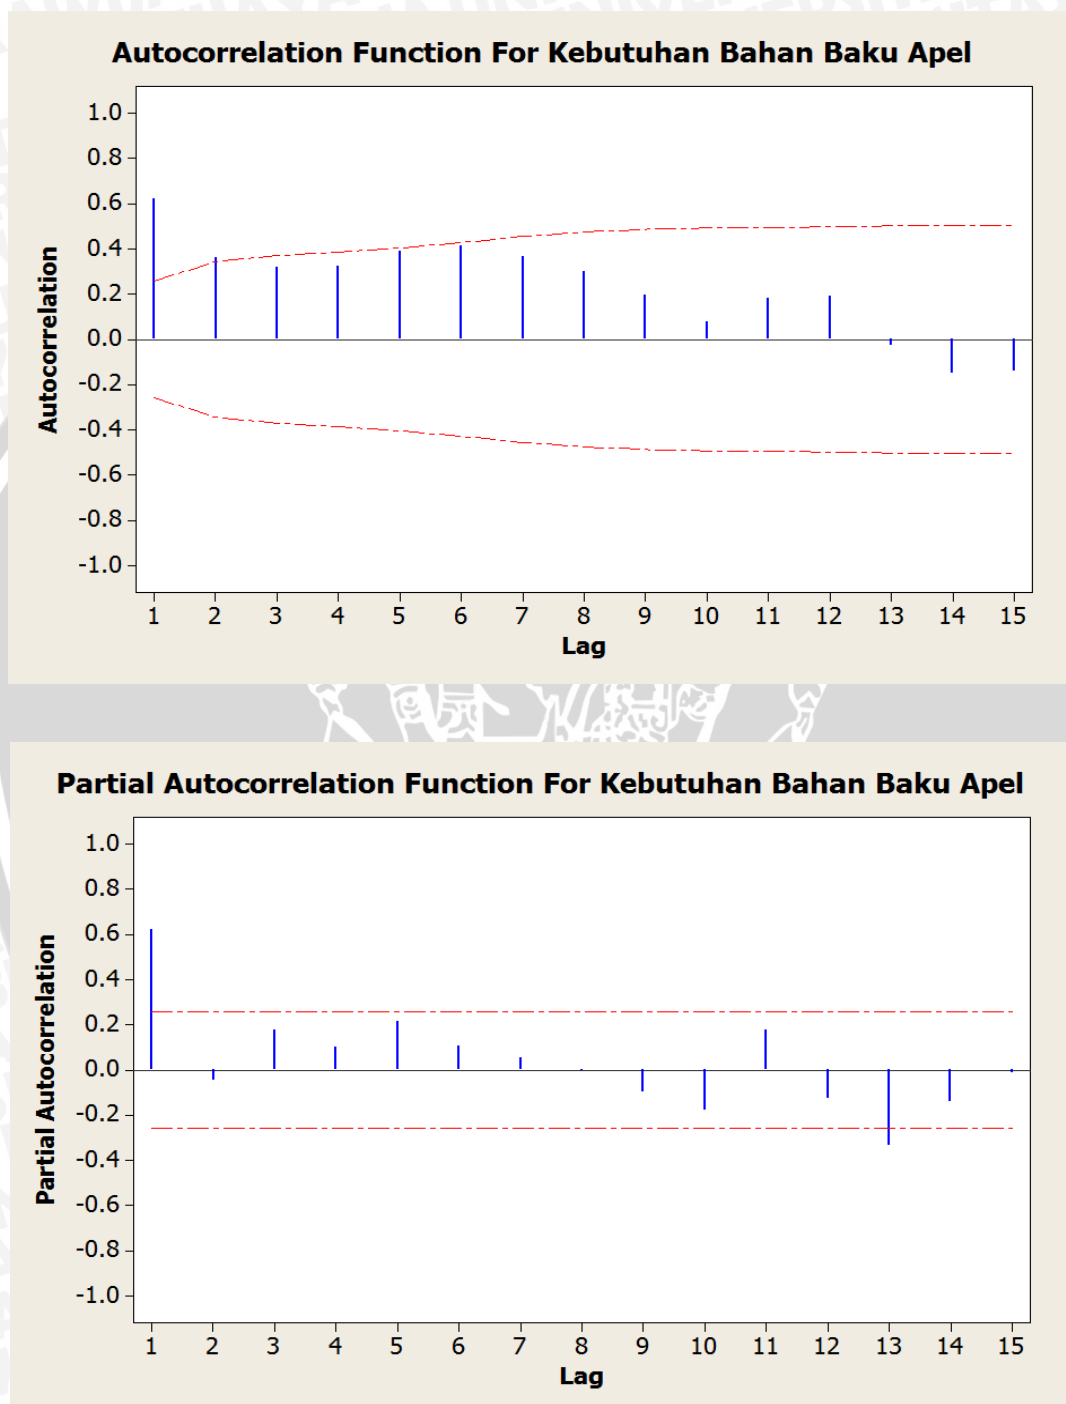 Autocorrelation Function For Kebutuhan Bahan Baku Apel
1.0
0.8
0.6
0.4
0.2
0.0
-0.2
-0.4
-0.6
-0.8
-1.0
Autocorrelation
1 2 3 4 5 6 7 8 9 10 11 12 13 14 15
Lag
Partial Autocorrelation Function For Kebutuhan Bahan Baku Apel
1.0
0.8
0.6
0.4
0.2
0.0
-0.2
-0.4
-0.6
-0.8
-1.0
Partial Autocorrelation
1 2 3 4 5 6 7 8 9 10 11 12 13 14 15
Lag